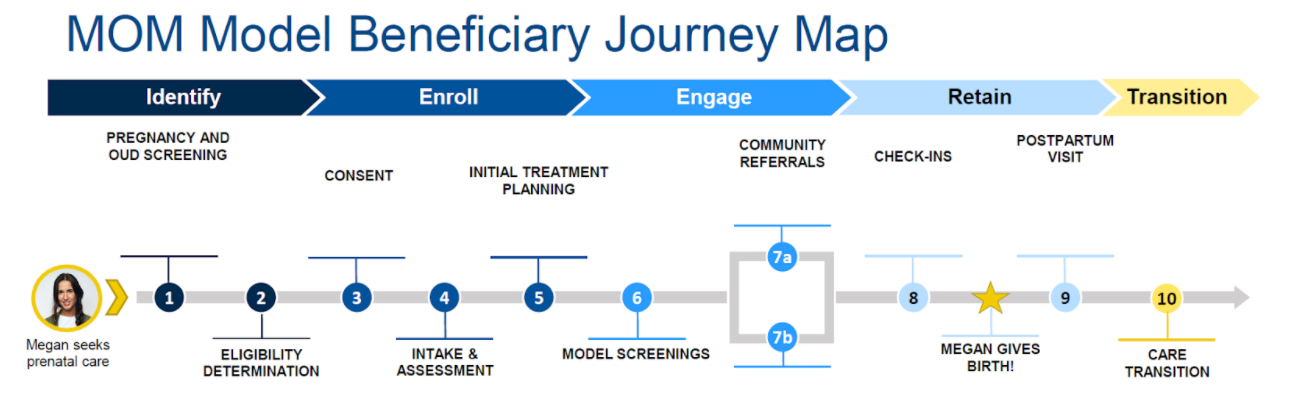 MOM Model Beneficiary Journey Map
Identify
Enroll
Engage
Retain
Transition
PREGNANCY AND
OUD SCREENING
CONSENT
INITIAL TREATMENT
PLANNING
COMMUNITY
REFERRALS
CHECK-INS
POSTPARTUM
VISIT
1
2
3
4
5
6
7a
7b
8
9
10
Megan seeks
prenatal care
ELIGIBILITY
DETERMINATION
INTAKE &
ASSESSMENT
MODEL SCREENINGS
MEGAN GIVES
BIRTH!
CARE
TRANSITION